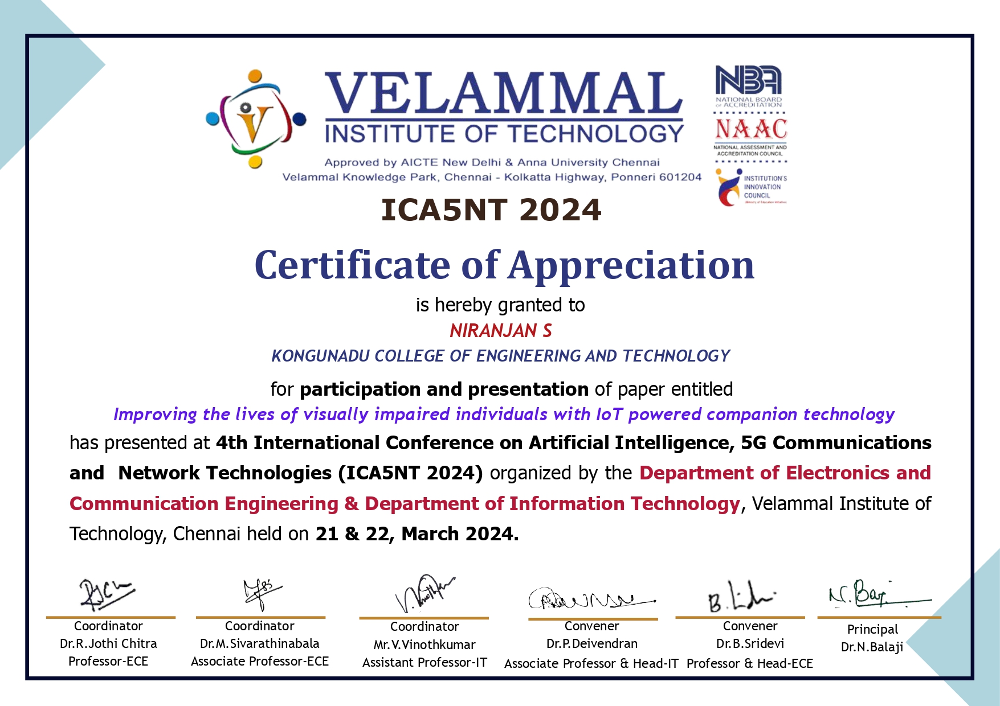 VELAMMAL
INSTITUTE OF TECHNOLOGY
Approved by AICTE New Delhi & Anna University Chennai
Velammal Knowledge Park, Chennai - Kolkatta Highway, Ponneri 601204
V
NBA
NATIONAL BOARD
OF ACCREDITATION
NAAC
NATIONAL ASSESSMENT AND
ACCREDITATION COUNCIL
INSTITUTION'S
INNOVATION
COUNCIL
(Ministry of Education Initiative)
ICA5NT 2024
Certificate of Appreciation
is hereby granted to
NIRANJAN S
KONGUNADU COLLEGE OF ENGINEERING AND TECHNOLOGY
for participation and presentation of paper entitled
Improving the lives of visually impaired individuals with IoT powered companion technology
has presented at 4th International Conference on Artificial Intelligence, 5G Communications
and Network Technologies (ICA5NT 2024) organized by the Department of Electronics and
Communication Engineering & Department of Information Technology, Velammal Institute of
Technology, Chennai held on 21 & 22, March 2024.
Coordinator
Dr.R.Jothi Chitra
Professor-ECE
Coordinator
Dr.M.Sivarathinabala
Associate Professor-ECE
V.Vinothkumar
Coordinator
Mr.V.Vinothkumar
Assistant Professor-IT
Convener
Dr.P.Deivendran
Associate Professor & Head-IT
Convener
Dr.B.Sridevi
Professor & Head-ECE
N. Balaji
Principal
Dr.N.Balaji